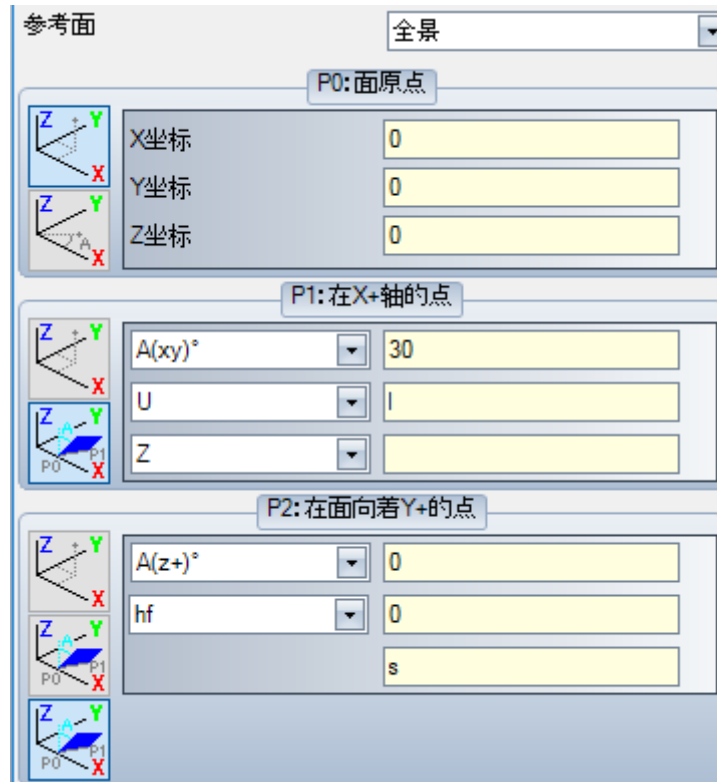 参考面 全景
P0:面原点
Z Y X
X坐标 0
Y坐标 0
Z坐标 0
Z Y A X
P1:在X+轴的点
Z Y X
A(xy)° 30
U l
Z Y A P0 P1 X
Z
P2:在面向着Y+的点
Z Y X
A(z+)° 0
hf 0
Z Y A P0 P1 X
s
Z Y A P0 P1 X